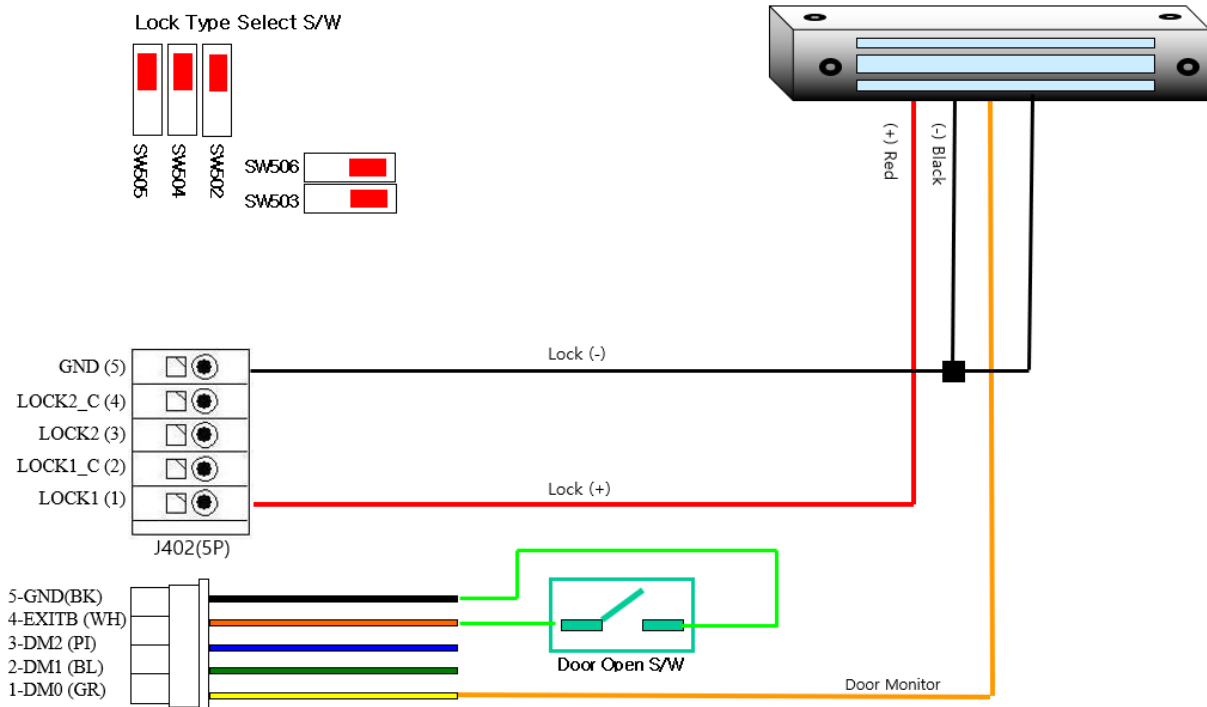 Lock Type Select S/W
SW505
SW504
SW502
SW506
SW503
(+) Red
(-) Black
GND (5)
LOCK2_C (4)
LOCK2 (3)
LOCK1_C (2)
LOCK1 (1)
J402(5P)
Lock (-)
Lock (+)
5-GND(BK)
4-EXITB (WH)
3-DM2 (PI)
2-DM1 (BL)
1-DM0 (GR)
Door Open S/W
Door Monitor